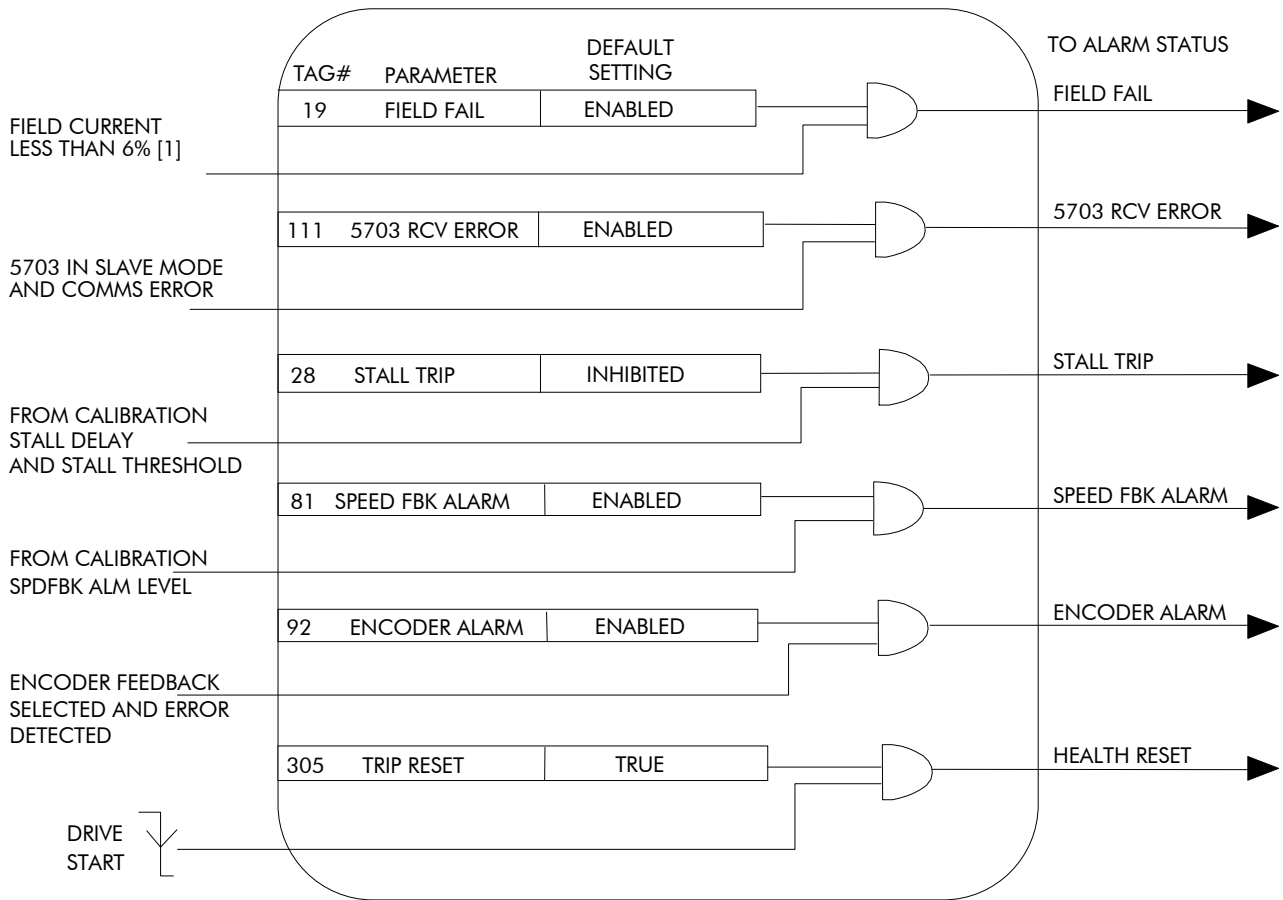 TO ALARM STATUS
DEFAULT
SETTING
TAG# PARAMETER
19 FIELD FAIL ENABLED
FIELD FAIL
FIELD CURRENT
LESS THAN 6% [1]
111 5703 RCV ERROR ENABLED
5703 RCV ERROR
5703 IN SLAVE MODE
AND COMMS ERROR
28 STALL TRIP INHIBITED
STALL TRIP
FROM CALIBRATION
STALL DELAY
AND STALL THRESHOLD
81 SPEED FBK ALARM ENABLED
SPEED FBK ALARM
FROM CALIBRATION
SPDFBK ALM LEVEL
92 ENCODER ALARM ENABLED
ENCODER ALARM
ENCODER FEEDBACK
SELECTED AND ERROR
DETECTED
305 TRIP RESET TRUE
HEALTH RESET
DRIVE
START